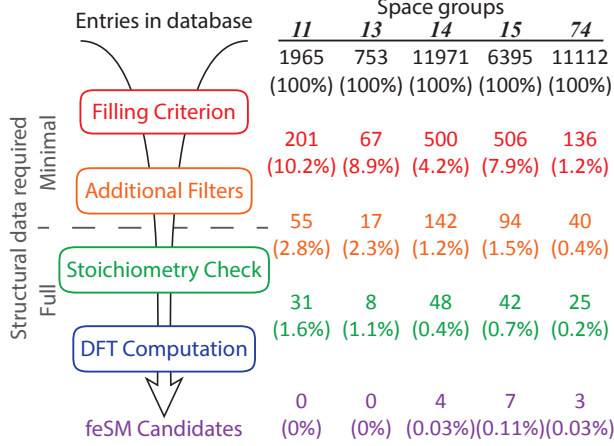 Entries in database
Space groups
11 13 14 15 74
1965 753 11971 6395 11112
(100%) (100%) (100%) (100%) (100%)
Filling Criterion
201 67 500 506 136
(10.2%) (8.9%) (4.2%) (7.9%) (1.2%)
Additional Filters
55 17 142 94 40
(2.8%) (2.3%) (1.2%) (1.5%) (0.4%)
Stoichiometry Check
31 8 48 42 25
(1.6%) (1.1%) (0.4%) (0.7%) (0.2%)
DFT Computation
feSM Candidates
0 0 4 7 3
(0%) (0%) (0.03%) (0.11%) (0.03%)
Structural data required
Minimal
Full